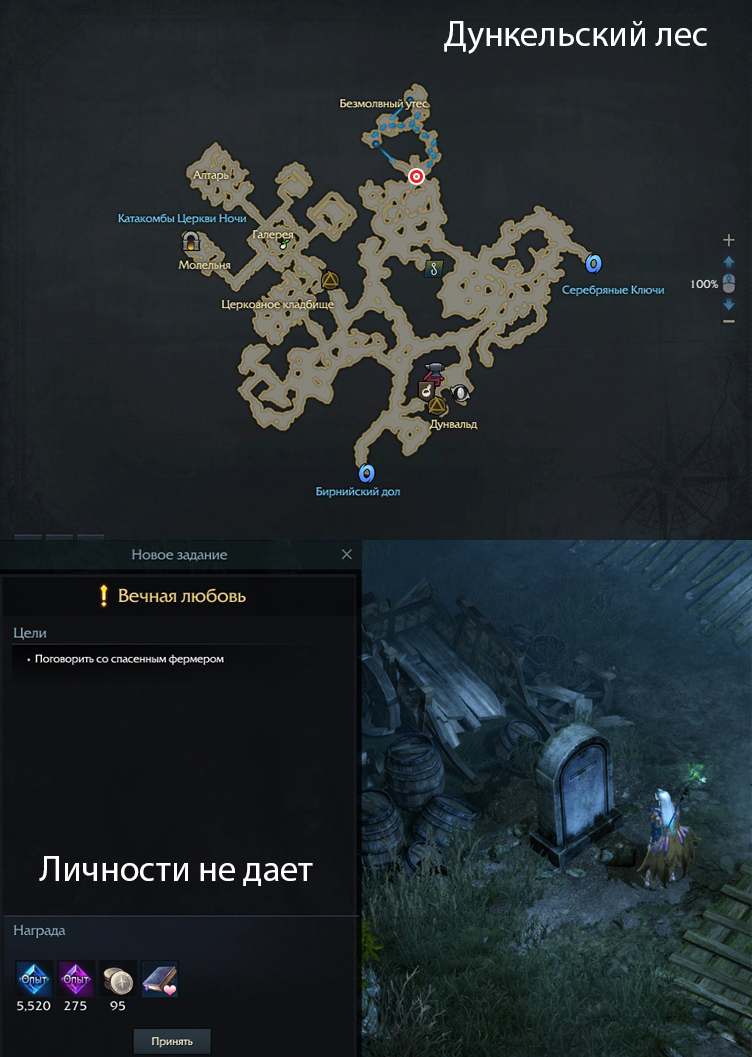 Дункельский лес
Безмолвный утес
Алтарь
Катакомбы Церкви Ночи
Галерея
Молельня
Серебряные Ключи
100%
Церковное кладбище
Дунвальд
Бирнийский дол
Новое задание
Вечная любовь
Цели
• Поговорить со спасенным фермером
Личности не дает
Награда
Опыт Опыт
5,520 275 95
Принять